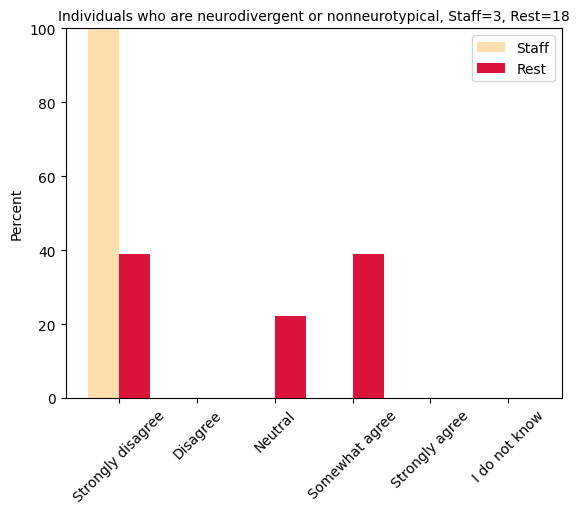 Individuals who are neurodivergent or nonneurotypical, Staff=3, Rest=18
Staff
Rest
Percent
100
80
60
40
20
0
Strongly disagree
Disagree
Neutral
Somewhat agree
Strongly agree
I do not know